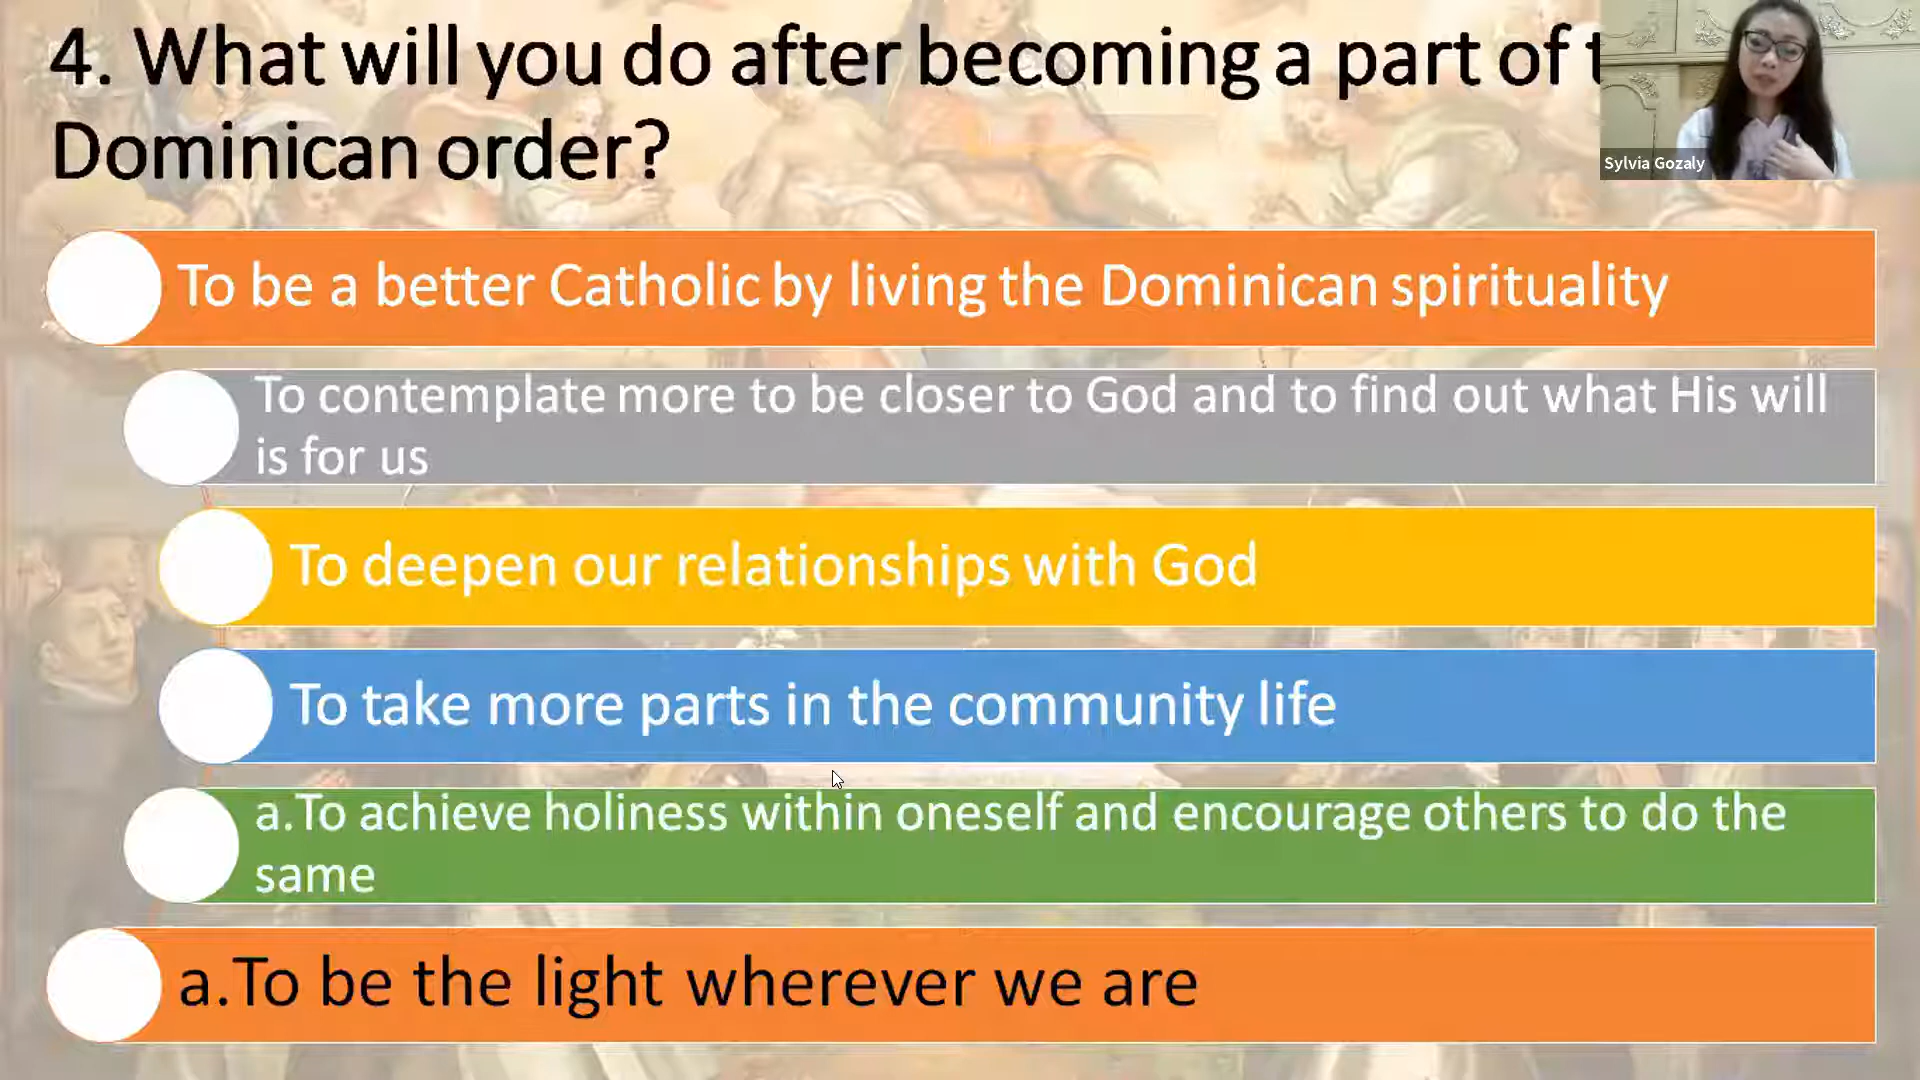 4. What will you do after becoming a part of
Dominican order?
Sylvia Gozaly
To be a better Catholic by living the Dominican spirituality
To contemplate more to be closer to God and to find out what His will
is for us
To deepen our relationships with God
To take more parts in the community life
a.To achieve holiness within oneself and encourage others to do the
same
a.To be the light wherever we are